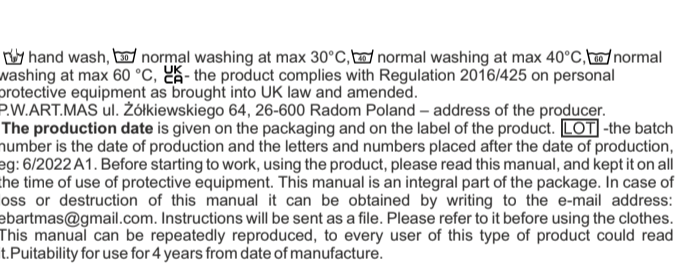 hand wash, 30 normal washing at max 30°C, 40 normal washing at max 40°C, 60 normal
washing at max 60 °C, UK CA - the product complies with Regulation 2016/425 on personal
protective equipment as brought into UK law and amended.
P.W.ART.MAS ul. Żółkiewskiego 64, 26-600 Radom Poland – address of the producer.
The production date is given on the packaging and on the label of the product. LOT -the batch
number is the date of production and the letters and numbers placed after the date of production,
eg: 6/2022 A1. Before starting to work, using the product, please read this manual, and kept it on all
the time of use of protective equipment. This manual is an integral part of the package. In case of
loss or destruction of this manual it can be obtained by writing to the e-mail address:
ebartmas@gmail.com. Instructions will be sent as a file. Please refer to it before using the clothes.
This manual can be repeatedly reproduced, to every user of this type of product could read
it.Puitability for use for 4 years from date of manufacture.